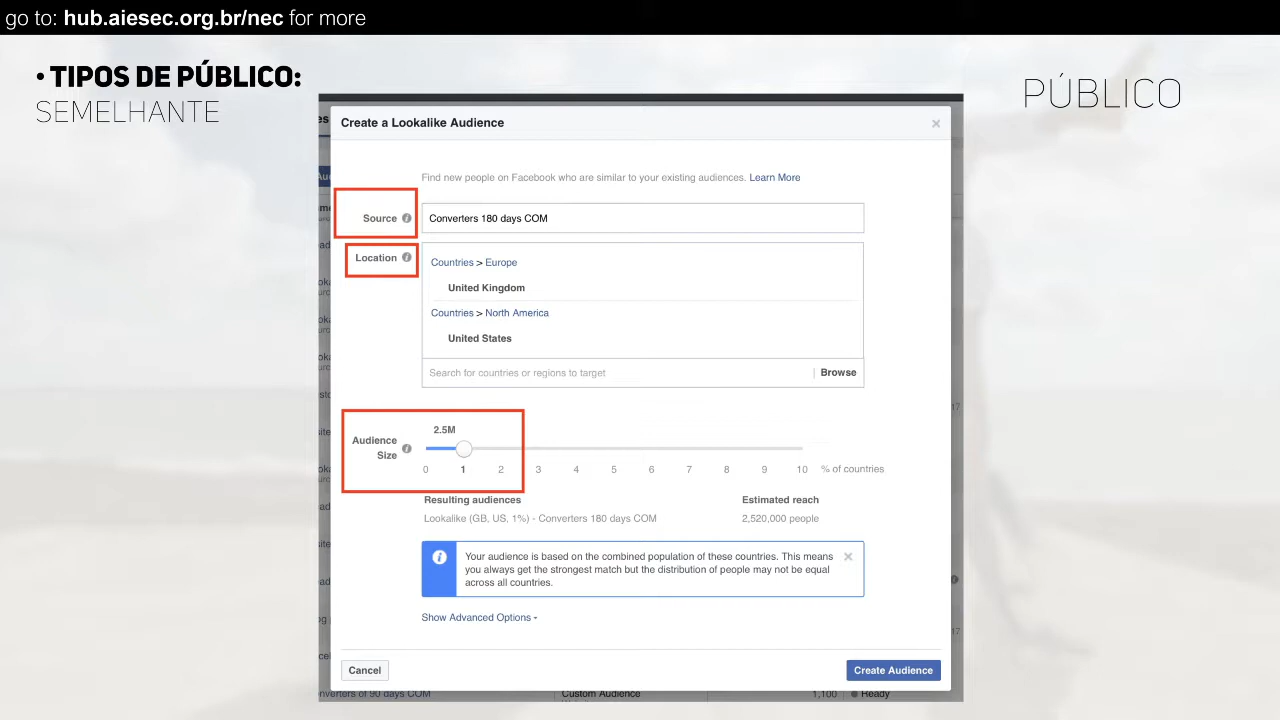 go to: hub.aiesec.org.br/nec for more
• TIPOS DE PÚBLICO:
SEMELHANTE
PÚBLICO
Create a Lookalike Audience
Find new people on Facebook who are similar to your existing audiences. Learn More
Source
Converters 180 days COM
Location
Countries > Europe
United Kingdom
Countries > North America
United States
Search for countries or regions to target
Browse
2.5M
Audience
Size
0 1 2 3 4 5 6 7 8 9 10 % of countries
Resulting audiences Estimated reach
Lookalike (GB, US, 1%) - Converters 180 days COM 2,520,000 people
Your audience is based on the combined population of these countries. This means
you always get the strongest match but the distribution of people may not be equal
across all countries.
Show Advanced Options
Cancel
Create Audience
nverters of 90 days COM Custom Audience 1,100 Ready